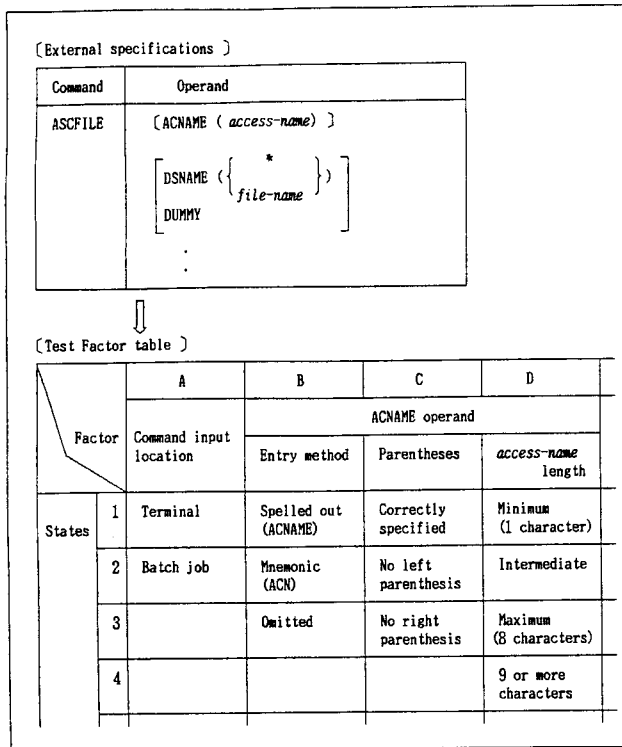 [External specifications ]
Command Operand
ASCFILE [ACNAME ( access-name) ]
DSNAME ({ * file-name })
DUMMY
.
.
[Test Factor table ]
A B C D
Factor Command input location ACNAME operand
Entry method Parentheses access-name length
States 1 Terminal Spelled out (ACNAME) Correctly specified Minimum (1 character)
2 Batch job Mnemonic (ACN) No left parenthesis Intermediate
3 Omitted No right parenthesis Maximum (8 characters)
4 9 or more characters